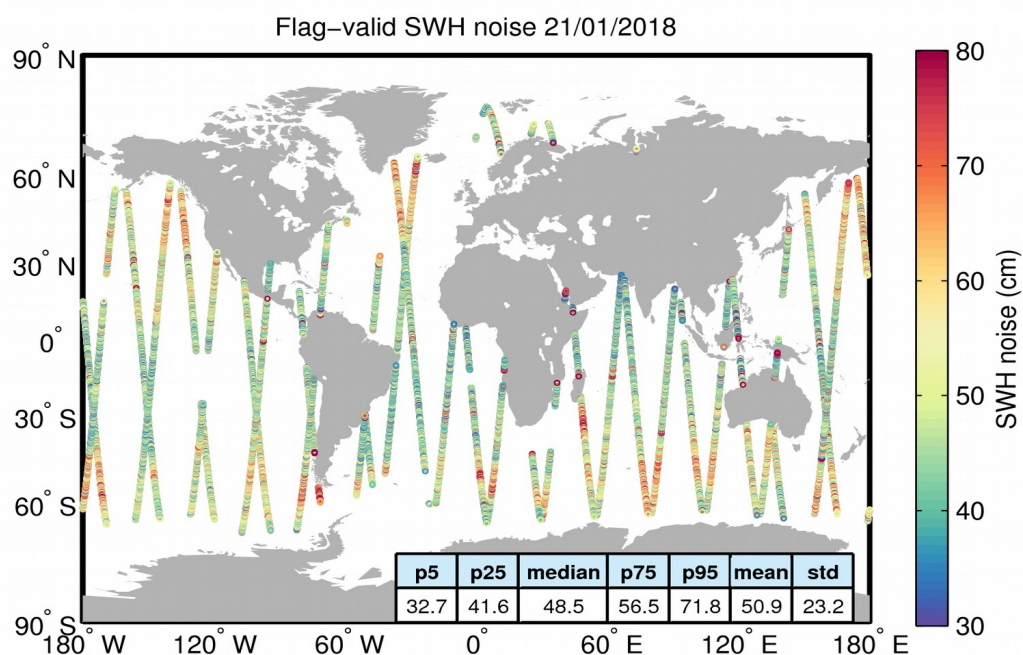 Flag−valid SWH noise 21/01/2018
90° N
60° N
30° N
0°
30° S
60° S
90° S
180° W
120° W
60° W
0°
60° E
120° E
180° E
80
70
60
50
40
30
SWH noise (cm)
p5 p25 median p75 p95 mean std
32.7 41.6 48.5 56.5 71.8 50.9 23.2